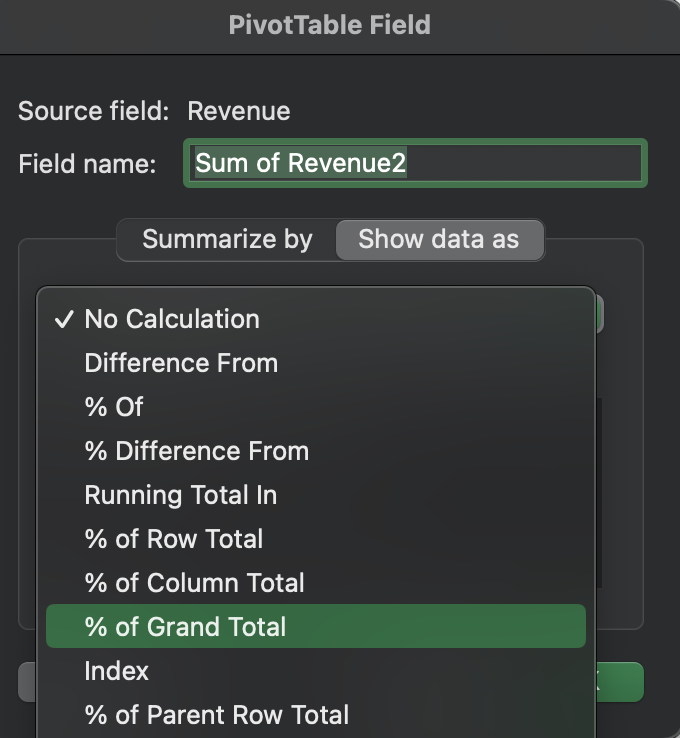 PivotTable Field
Source field: Revenue
Field name: Sum of Revenue2
Summarize by Show data as
✓ No Calculation
Difference From
% Of
% Difference From
Running Total In
% of Row Total
% of Column Total
% of Grand Total
Index
% of Parent Row Total